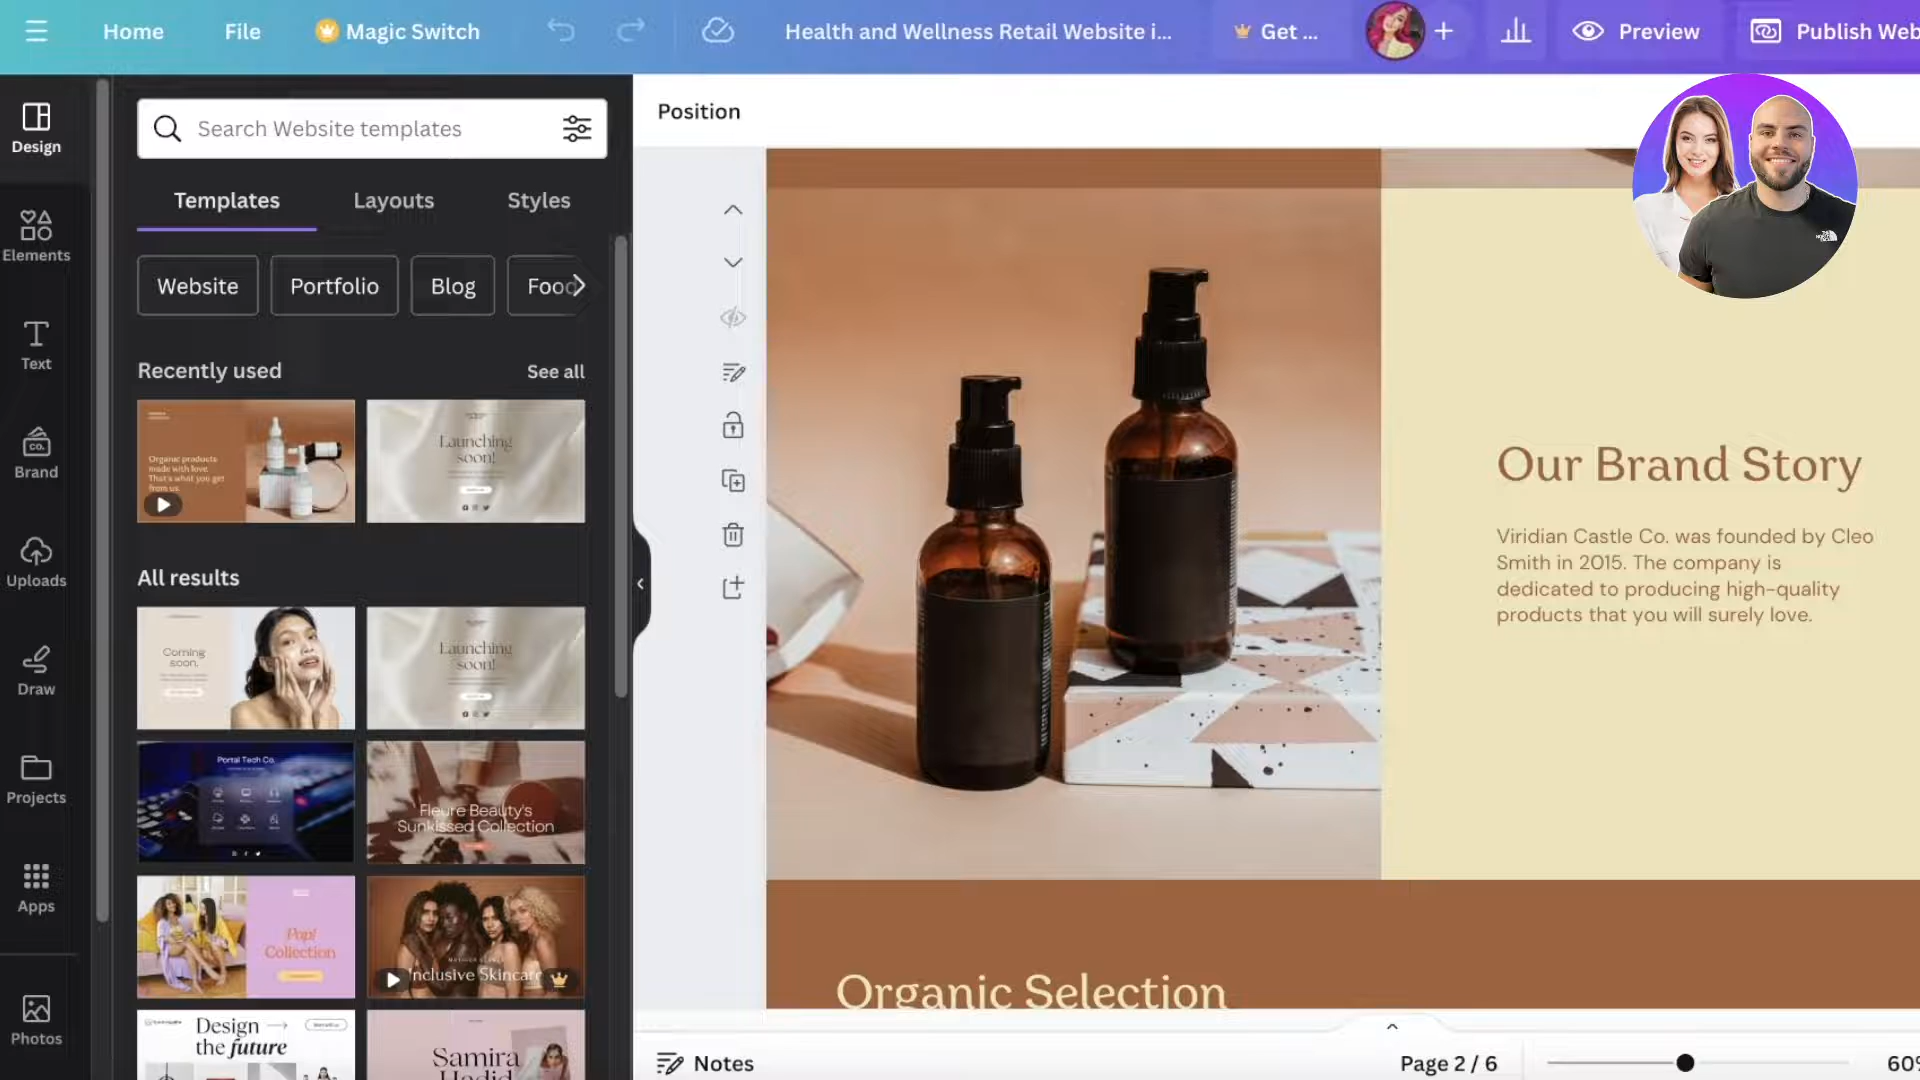 Home
File
Magic Switch
Health and Wellness Retail Website i...
Get ...
Preview
Publish Web
Design
Elements
Text
Brand
Uploads
Draw
Projects
Apps
Photos
Search Website templates
Templates
Layouts
Styles
Website
Portfolio
Blog
Food
Recently used
See all
Organic products
made with love.
That's what you get
from us.
Launching
soon!
All results
Coming
soon.
Launching
soon!
Portal Tech Co.
Fleure Beauty's
Sunkissed Collection
Pop!
Collection
Inclusive Skincare
Design
the future
Samira
Hadid
Position
Our Brand Story
Viridian Castle Co. was founded by Cleo
Smith in 2015. The company is
dedicated to producing high-quality
products that you will surely love.
Organic Selection
Notes
Page 2 / 6
60%